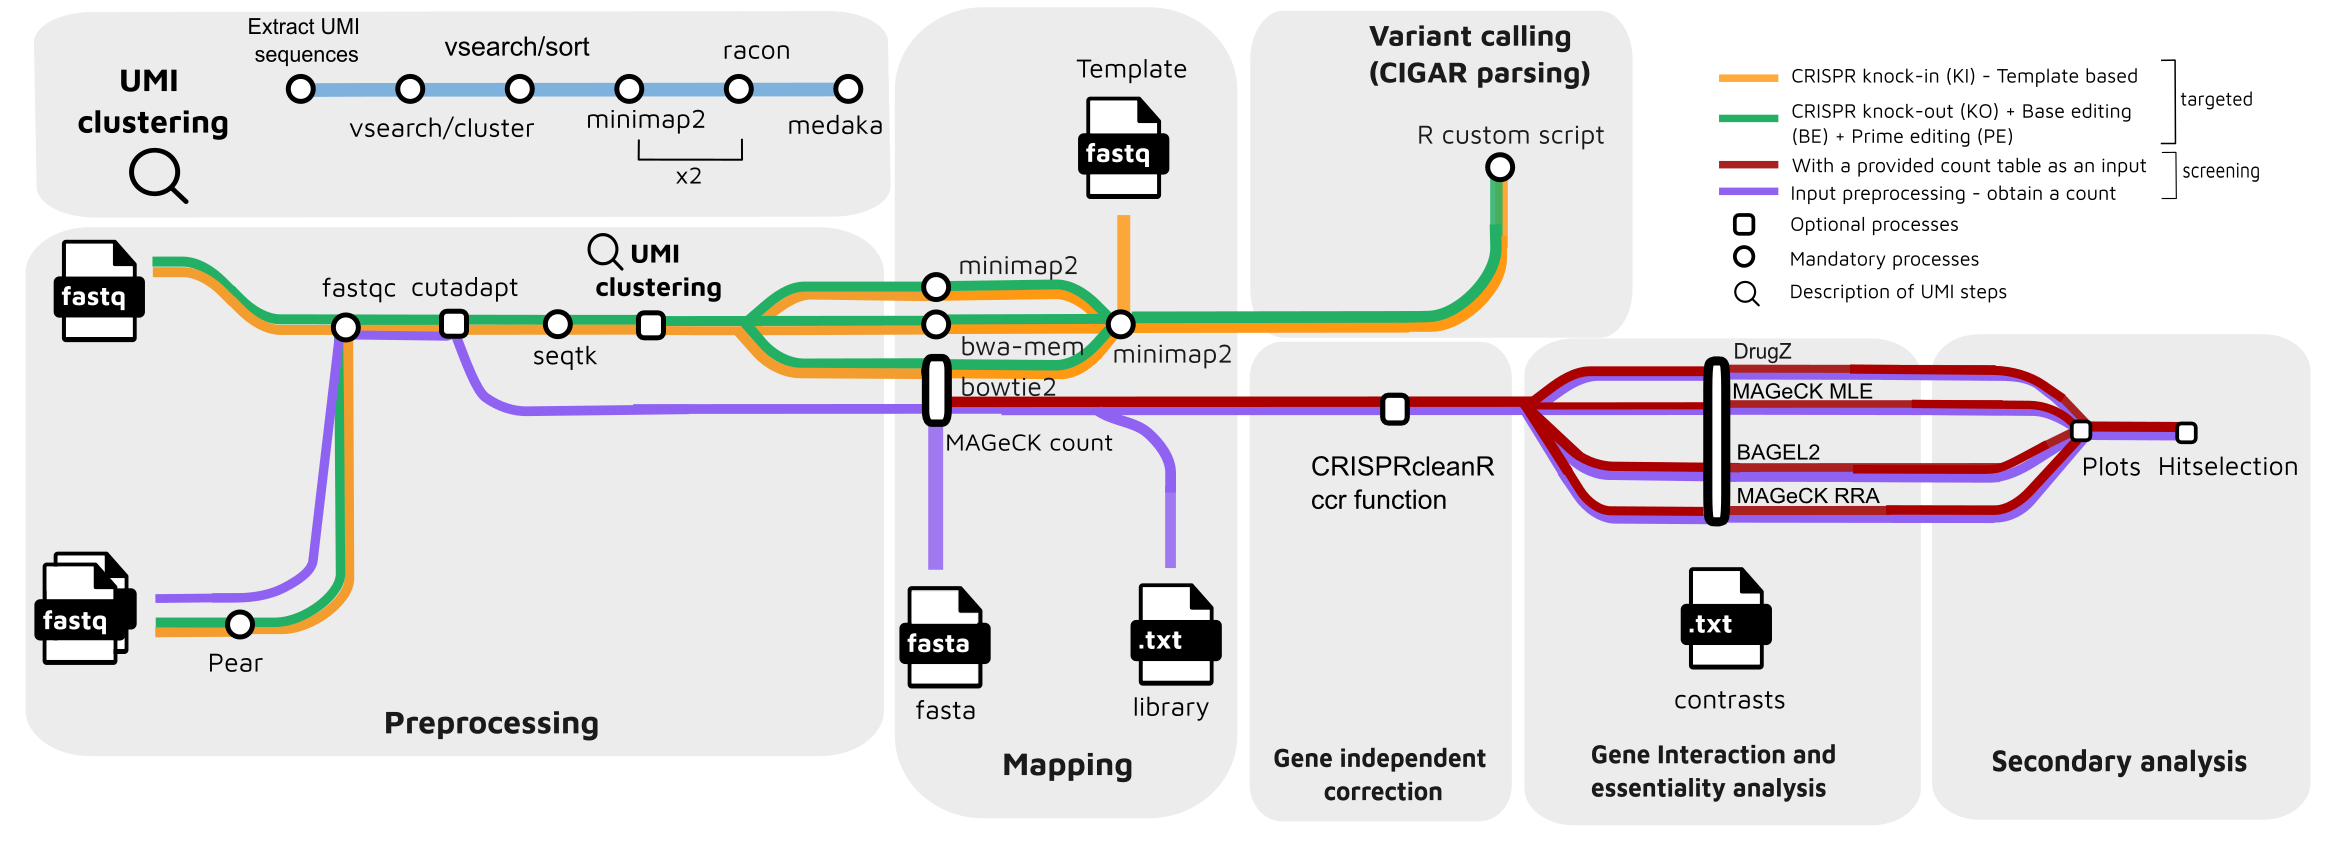 Extract UMI
sequences
vsearch/sort
racon
UMI
clustering
vsearch/cluster
minimap2
medaka
x2
Template
fastq
Variant calling
(CIGAR parsing)
R custom script
CRISPR knock-in (KI) - Template based
CRISPR knock-out (KO) + Base editing
(BE) + Prime editing (PE)
targeted
With a provided count table as an input
Input preprocessing - obtain a count
screening
Optional processes
Mandatory processes
Description of UMI steps
fastq
fastqc
cutadapt
UMI
clustering
seqtk
minimap2
bwa-mem
minimap2
bowtie2
MAGeCK count
fastq
Pear
Preprocessing
fasta
fasta
.txt
library
Mapping
CRISPRcleanR
ccr function
Gene independent
correction
DrugZ
MAGeCK MLE
BAGEL2
MAGeCK RRA
.txt
contrasts
Gene Interaction and
essentiality analysis
Plots
Hitselection
Secondary analysis